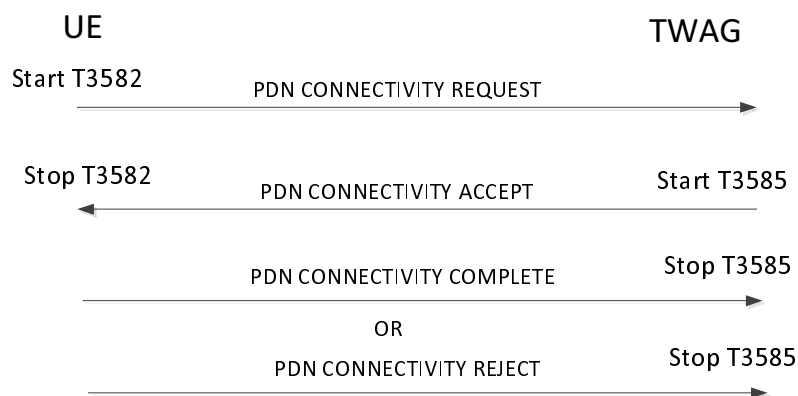 UE TWAG
Start T3582
PDN CONNECTIVITY REQUEST
Stop T3582
PDN CONNECTIVITY ACCEPT
Start T3585
PDN CONNECTIVITY COMPLETE
Stop T3585
OR
PDN CONNECTIVITY REJECT
Stop T3585